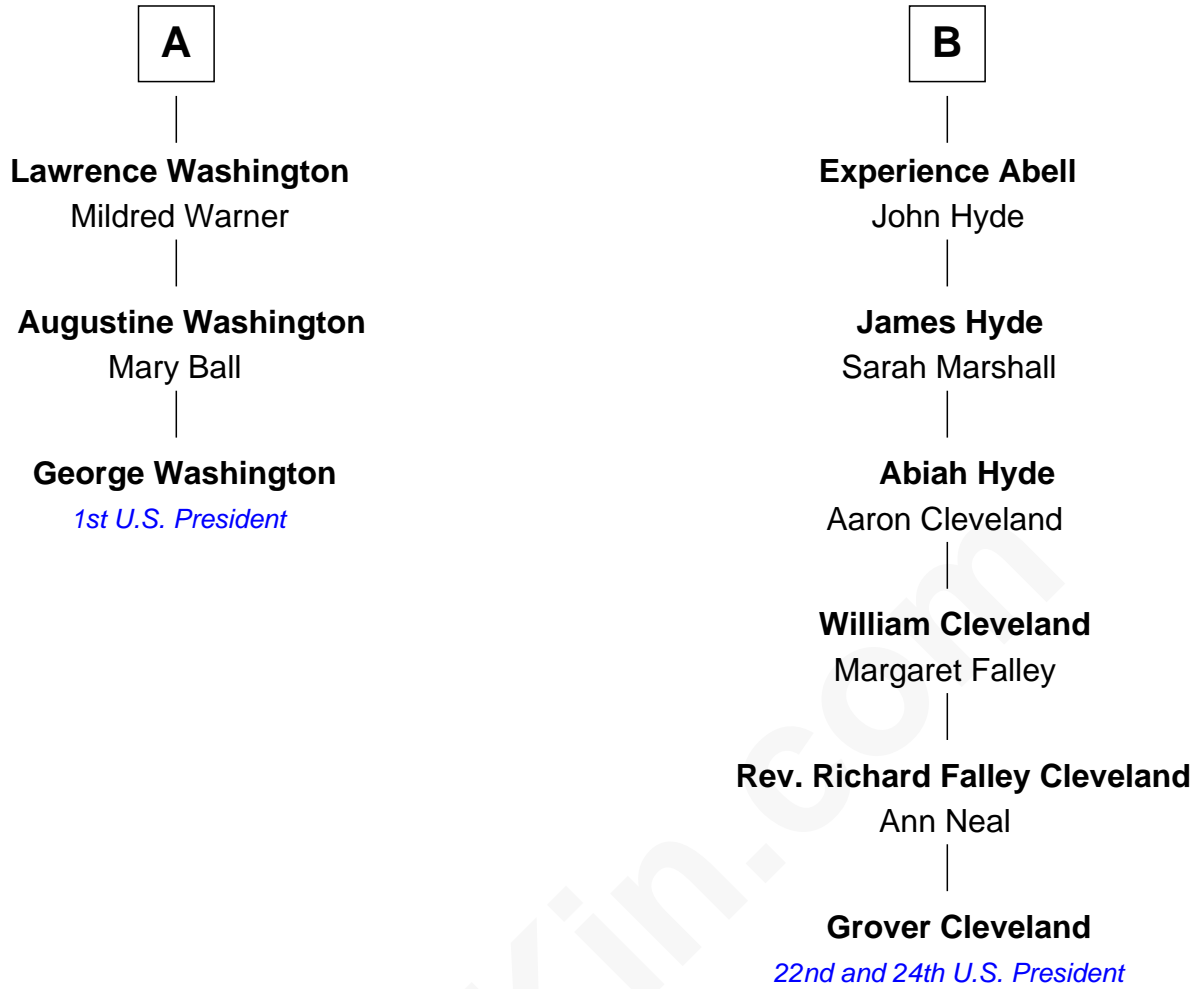 A
Lawrence Washington
Mildred Warner
Augustine Washington
Mary Ball
George Washington
1st U.S. President
B
Experience Abell
John Hyde
James Hyde
Sarah Marshall
Abiah Hyde
Aaron Cleveland
William Cleveland
Margaret Falley
Rev. Richard Falley Cleveland
Ann Neal
Grover Cleveland
22nd and 24th U.S. President